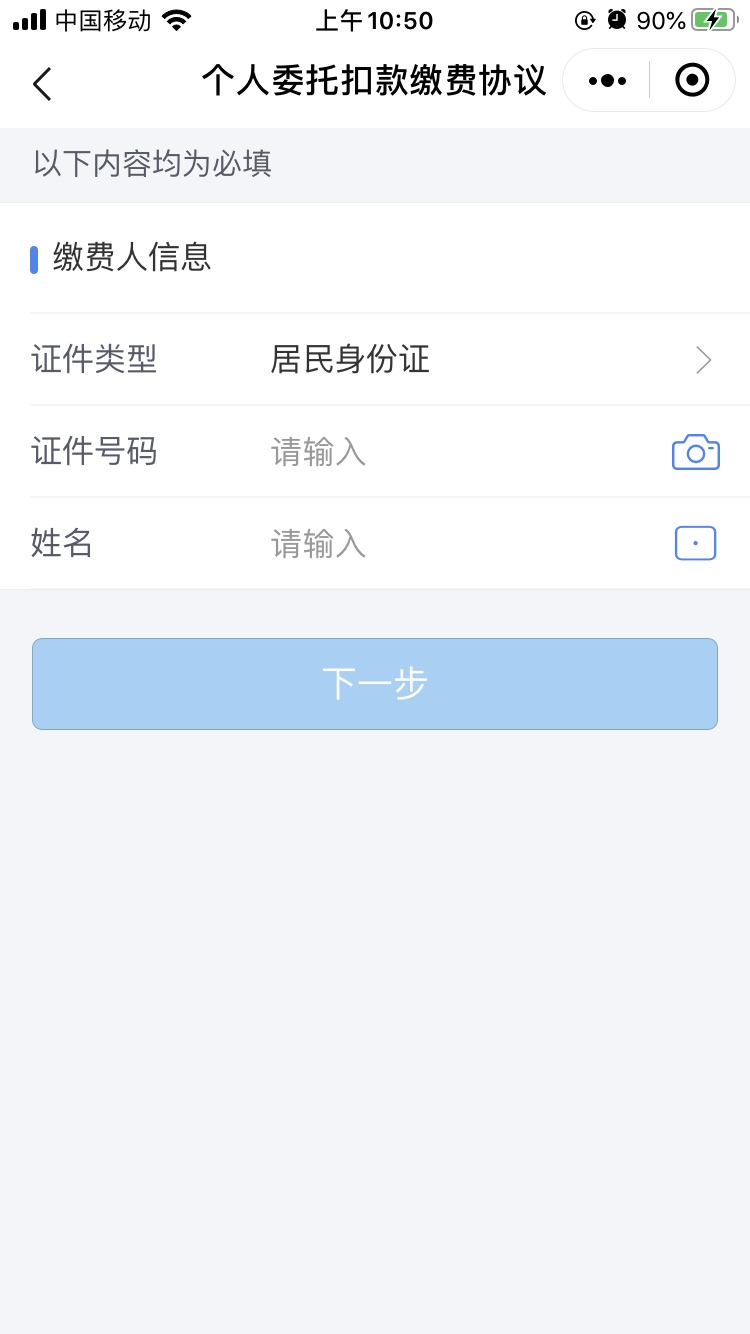 中国移动 上午10:50 90%
个人委托扣款缴费协议
以下内容均为必填
缴费人信息
证件类型 居民身份证
证件号码 请输入
姓名 请输入
下一步